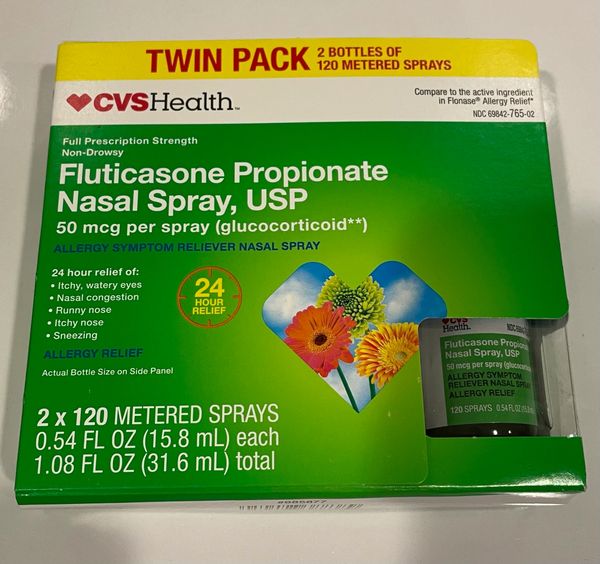 TWIN PACK 2 BOTTLES OF
120 METERED SPRAYS
CVSHealth™
Compare to the active ingredient
in Flonase® Allergy Relief*
NDC 69842-765-02
Full Prescription Strength
Non-Drowsy
Fluticasone Propionate
Nasal Spray, USP
50 mcg per spray (glucocorticoid**)
ALLERGY SYMPTOM RELIEVER NASAL SPRAY
24 hour relief of:
• Itchy, watery eyes
• Nasal congestion
• Runny nose
• Itchy nose
• Sneezing
24
HOUR
RELIEF
ALLERGY RELIEF
Actual Bottle Size on Side Panel
2 x 120 METERED SPRAYS
0.54 FL OZ (15.8 mL) each
1.08 FL OZ (31.6 mL) total
CVS
Health.
Fluticasone Propionate
Nasal Spray, USP
50 mcg per spray
ALLERGY SYMPTOM
RELIEVER NASAL SPRAY
ALLERGY RELIEF
120 SPRAYS 0.54 FL OZ